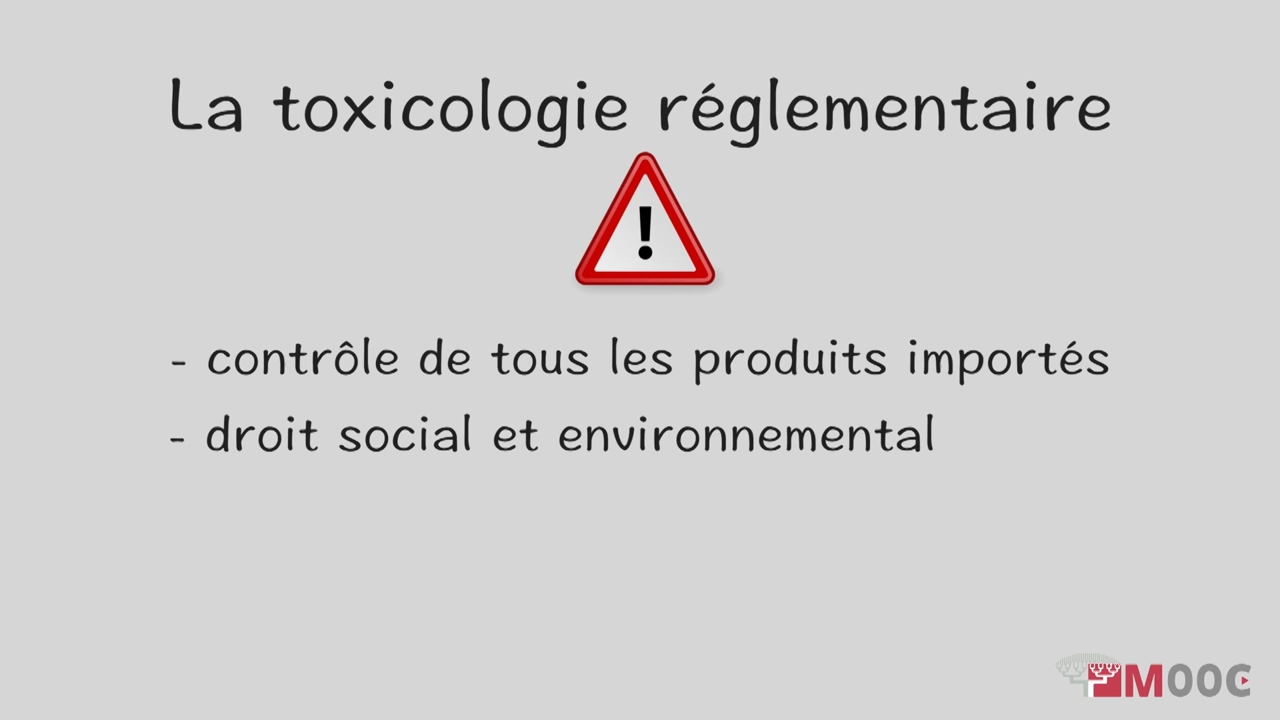 La toxicologie réglementaire
!
- contrôle de tous les produits importés
- droit social et environnemental
MOOC